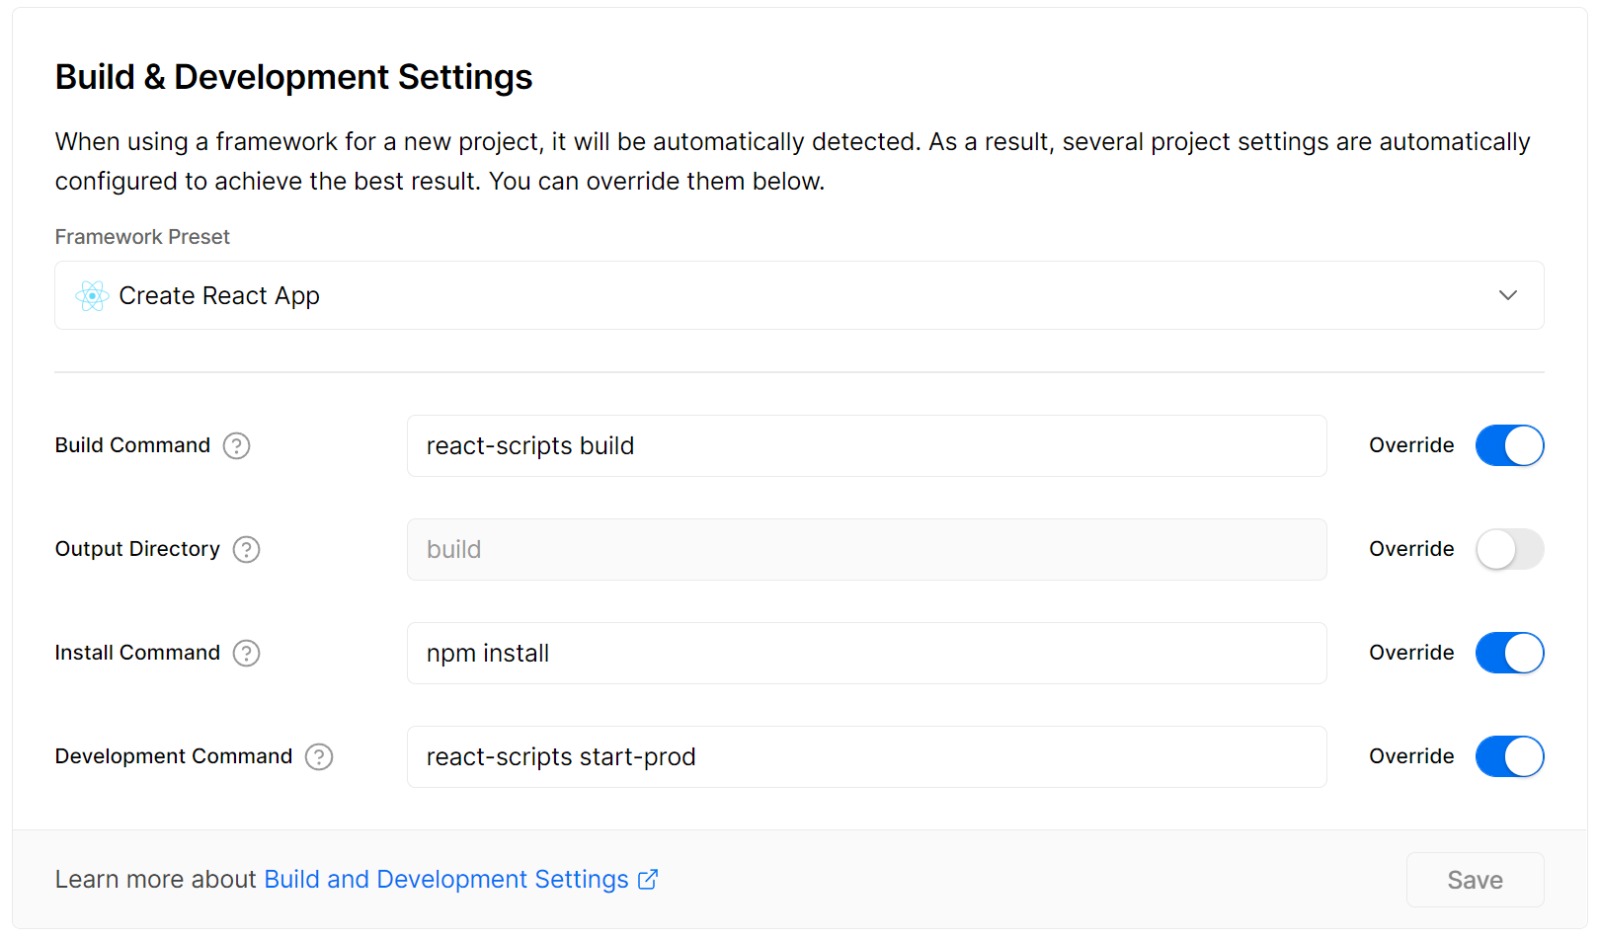 Build & Development Settings
When using a framework for a new project, it will be automatically detected. As a result, several project settings are automatically
configured to achieve the best result. You can override them below.
Framework Preset
Create React App
Build Command ? react-scripts build Override
Output Directory ? build Override
Install Command ? npm install Override
Development Command ? react-scripts start-prod Override
Learn more about Build and Development Settings Save